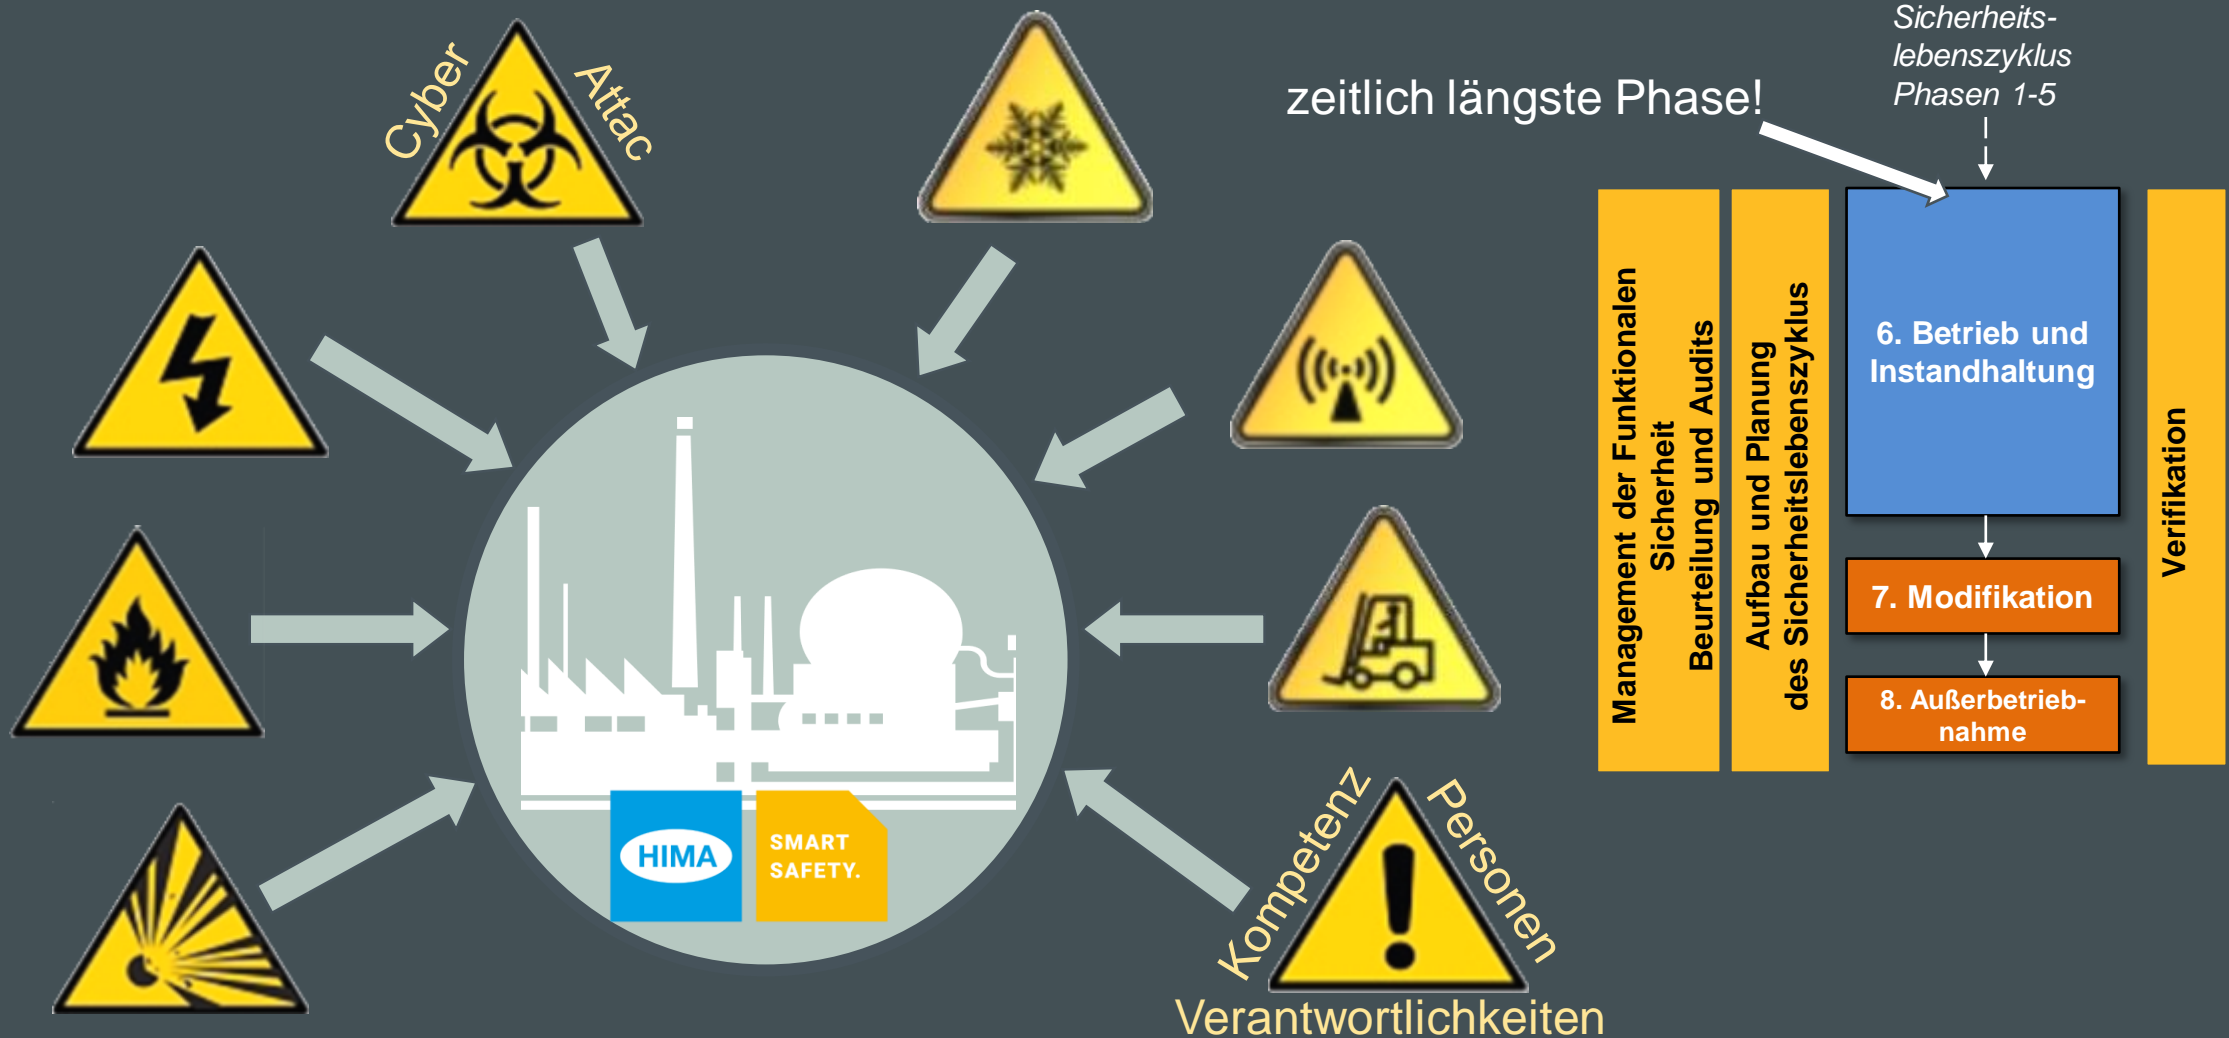 Cyber
Attac
zeitlich längste Phase!
Sicherheits-
lebenszyklus
Phasen 1-5
Management der Funktionalen
Sicherheit
Beurteilung und Audits
Aufbau und Planung
des Sicherheitslebenszyklus
6. Betrieb und
Instandhaltung
7. Modifikation
8. Außerbetrieb-
nahme
Verifikation
HIMA
SMART
SAFETY.
Kompetenz
Personen
Verantwortlichkeiten